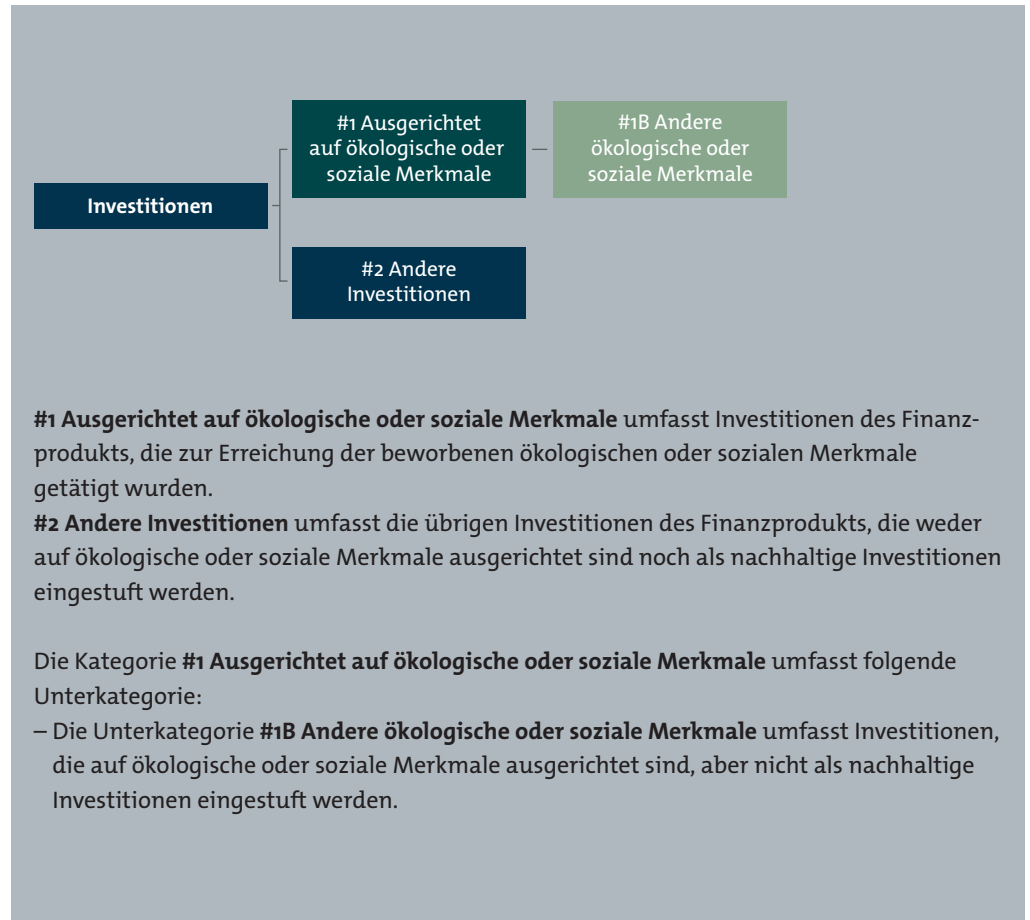 #1 Ausgerichtet
auf ökologische oder
soziale Merkmale
#1B Andere
ökologische oder
soziale Merkmale
Investitionen
#2 Andere
Investitionen
#1 Ausgerichtet auf ökologische oder soziale Merkmale umfasst Investitionen des Finanz-
produkts, die zur Erreichung der beworbenen ökologischen oder sozialen Merkmale
getätigt wurden.
#2 Andere Investitionen umfasst die übrigen Investitionen des Finanzprodukts, die weder
auf ökologische oder soziale Merkmale ausgerichtet sind noch als nachhaltige Investitionen
eingestuft werden.
Die Kategorie #1 Ausgerichtet auf ökologische oder soziale Merkmale umfasst folgende
Unterkategorie:
– Die Unterkategorie #1B Andere ökologische oder soziale Merkmale umfasst Investitionen,
die auf ökologische oder soziale Merkmale ausgerichtet sind, aber nicht als nachhaltige
Investitionen eingestuft werden.